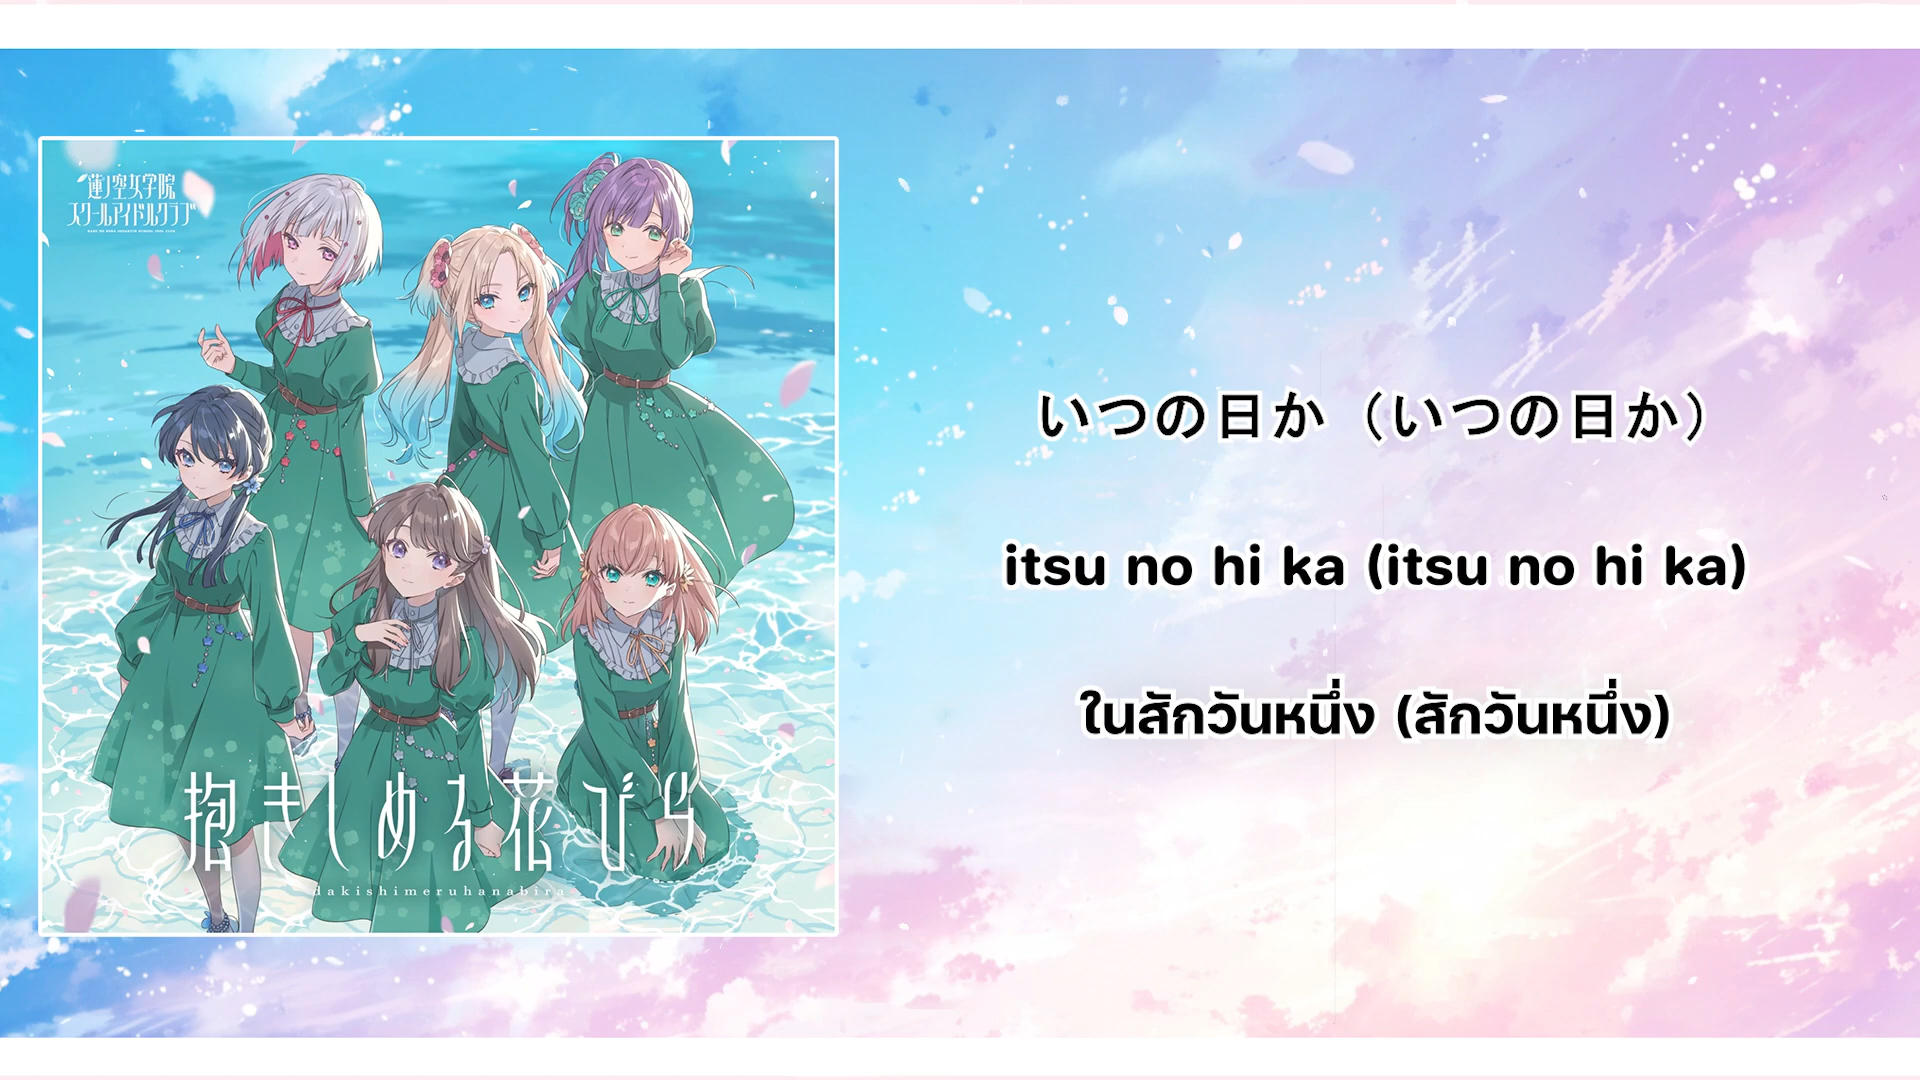 蓮ノ空女学院
スクールアイドルクラブ
抱きしめる花びら
dakishimeruhanabira
いつの日か（いつの日か）
itsu no hi ka (itsu no hi ka)
ในสักวันหนึ่ง (สักวันหนึ่ง)